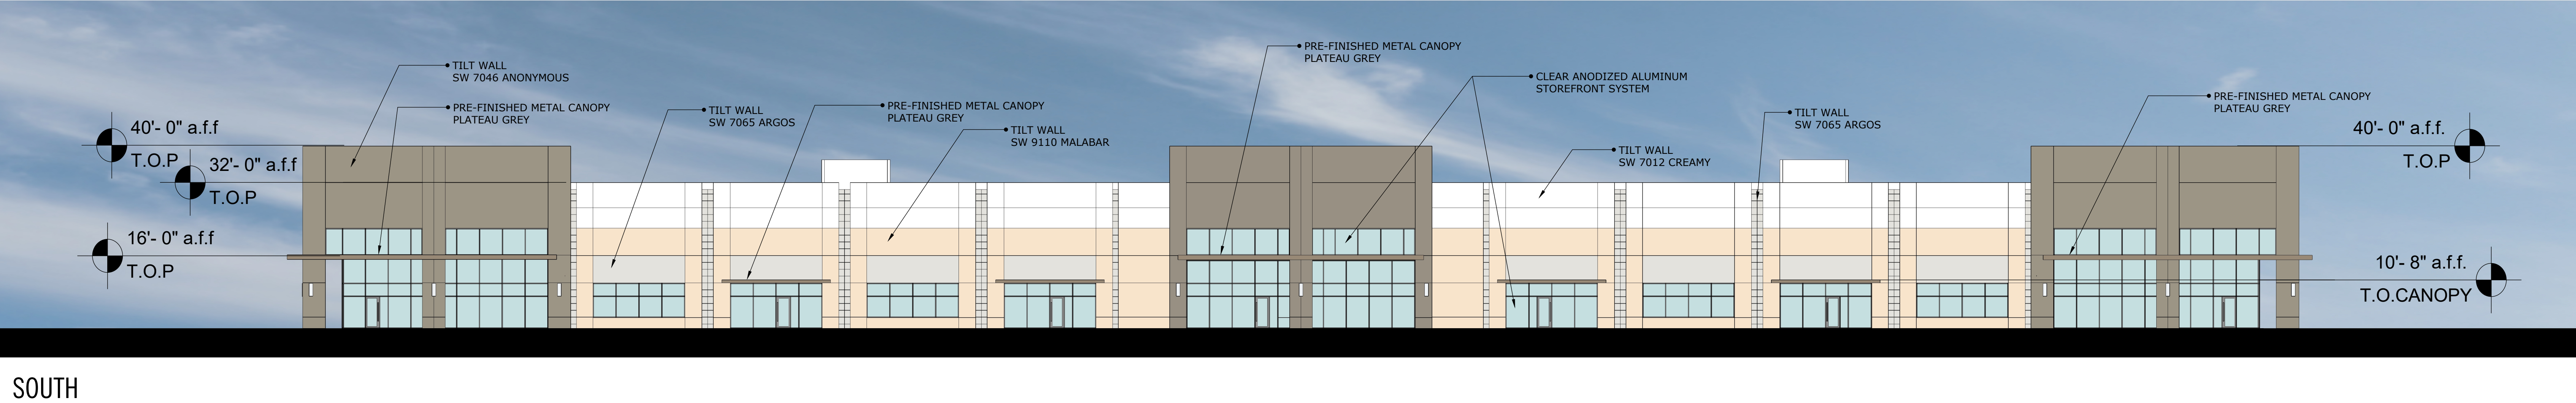 TILT WALL
SW 7046 ANONYMOUS
PRE-FINISHED METAL CANOPY
PLATEAU GREY
40'- 0" a.f.f
T.O.P
32'- 0" a.f.f
T.O.P
16'- 0" a.f.f
T.O.P
TILT WALL
SW 7065 ARGOS
PRE-FINISHED METAL CANOPY
PLATEAU GREY
TILT WALL
SW 9110 MALABAR
PRE-FINISHED METAL CANOPY
PLATEAU GREY
CLEAR ANODIZED ALUMINUM
STOREFRONT SYSTEM
TILT WALL
SW 7012 CREAMY
TILT WALL
SW 7065 ARGOS
PRE-FINISHED METAL CANOPY
PLATEAU GREY
40'- 0" a.f.f.
T.O.P
10'- 8" a.f.f.
T.O.CANOPY
SOUTH